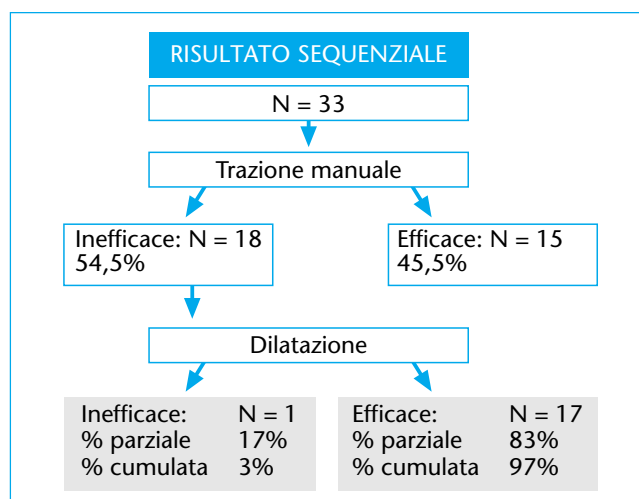 RISULTATO SEQUENZIALE
N = 33
Trazione manuale
Inefficace: N = 18
54,5%
Efficace: N = 15
45,5%
Dilatazione
Inefficace: N = 1
% parziale 17%
% cumulata 3%
Efficace: N = 17
% parziale 83%
% cumulata 97%